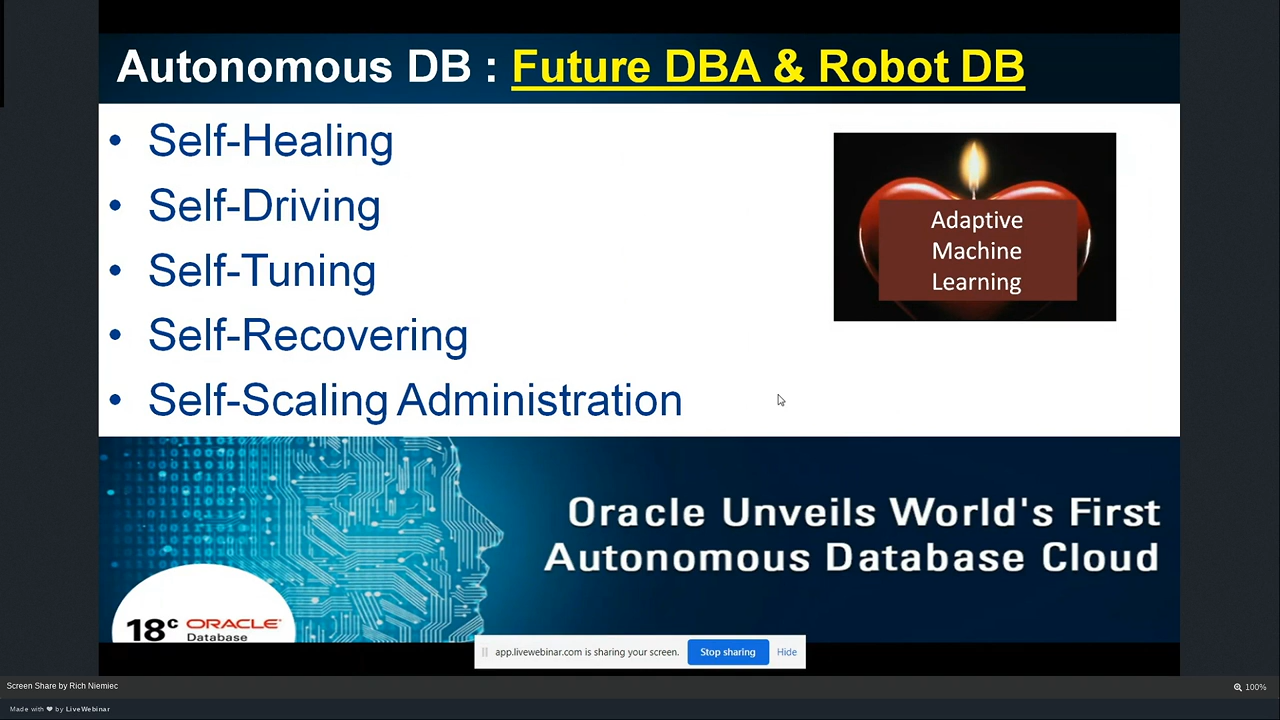 Autonomous DB : Future DBA & Robot DB
• Self-Healing
• Self-Driving
• Self-Tuning
• Self-Recovering
• Self-Scaling Administration
Adaptive
Machine
Learning
Oracle Unveils World's First
Autonomous Database Cloud
18c ORACLE
Database
app.livewebinar.com is sharing your screen.
Stop sharing
Hide
Screen Share by Rich Niemiec
100%
Made with ❤ by LiveWebinar